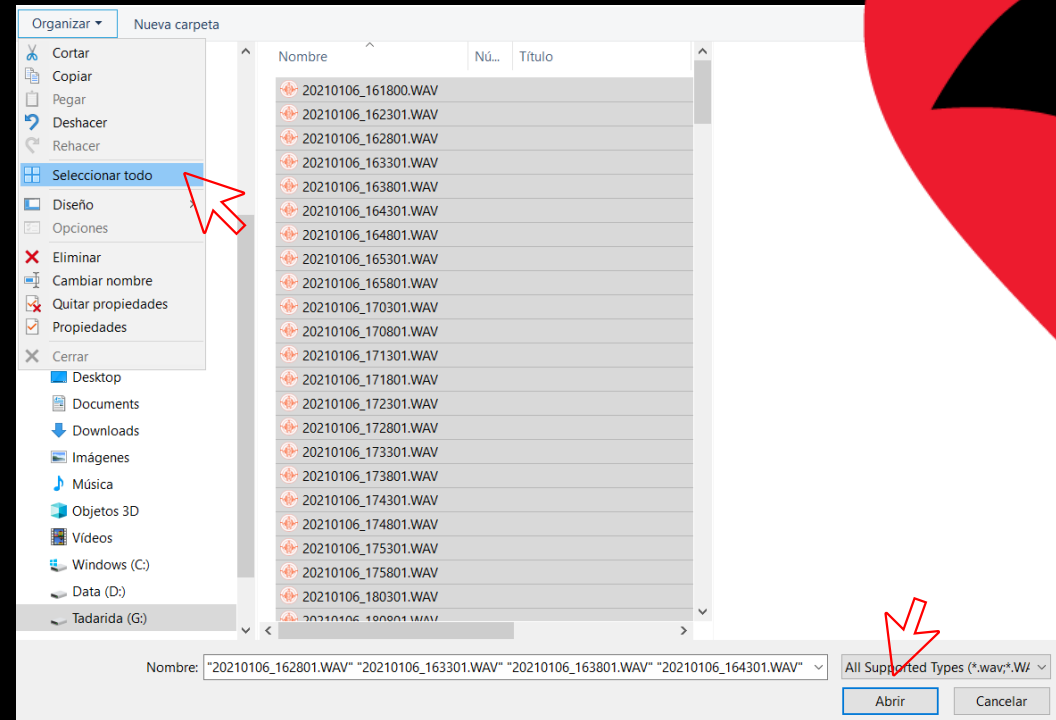 Organizar Nueva carpeta
Cortar
Copiar
Pegar
Deshacer
Rehacer
Seleccionar todo
Diseño
Opciones
Eliminar
Cambiar nombre
Quitar propiedades
Propiedades
Cerrar
Desktop
Documents
Downloads
Imágenes
Música
Objetos 3D
Vídeos
Windows (C:)
Data (D:)
Tadarida (G:)
Nombre Nú... Título
20210106_161800.WAV
20210106_162301.WAV
20210106_162801.WAV
20210106_163301.WAV
20210106_163801.WAV
20210106_164301.WAV
20210106_164801.WAV
20210106_165301.WAV
20210106_165801.WAV
20210106_170301.WAV
20210106_170801.WAV
20210106_171301.WAV
20210106_171801.WAV
20210106_172301.WAV
20210106_172801.WAV
20210106_173301.WAV
20210106_173801.WAV
20210106_174301.WAV
20210106_174801.WAV
20210106_175301.WAV
20210106_175801.WAV
20210106_180301.WAV
20210106_180801.WAV
Nombre: "20210106_162801.WAV" "20210106_163301.WAV" "20210106_163801.WAV" "20210106_164301.WAV" All Supported Types (*.wav;*.WA
Abrir Cancelar